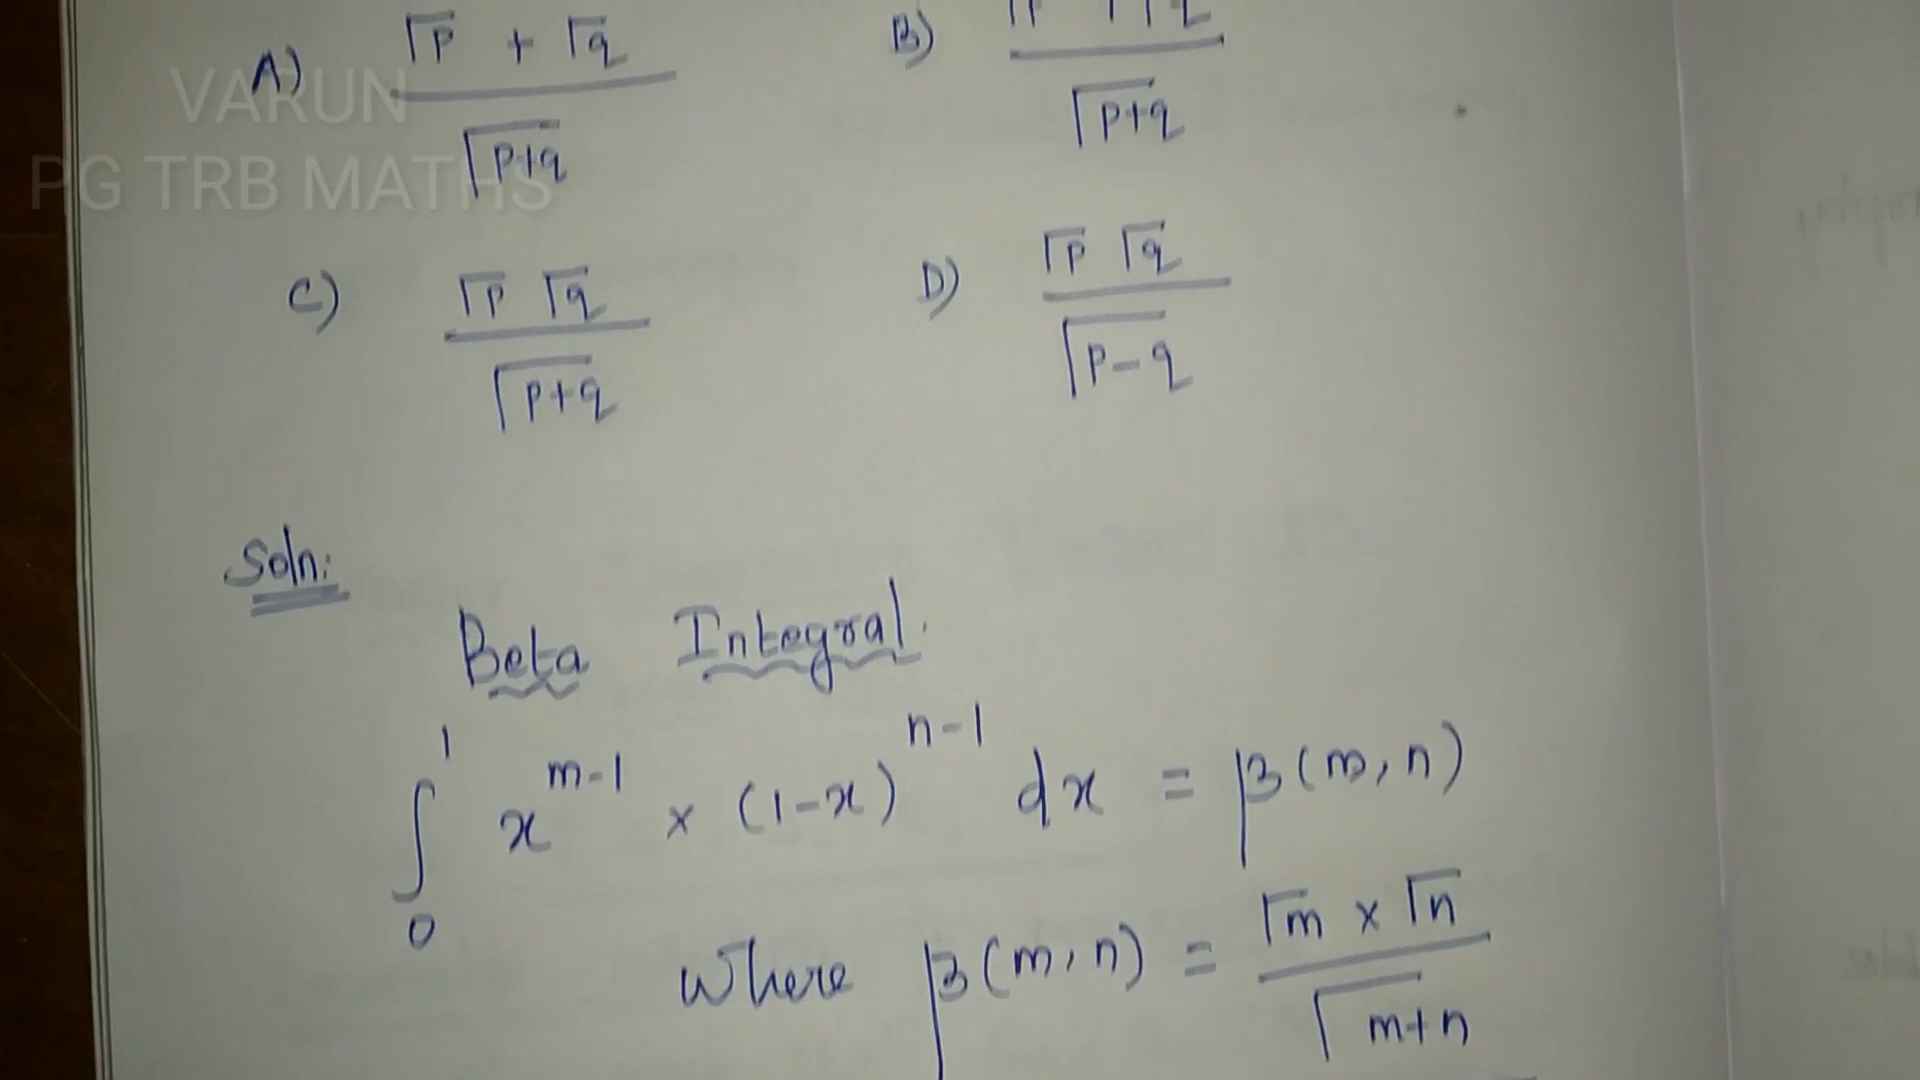 A) Γp + Γq / Γp+q B) / Γp+q
VARUN
PG TRB MATHS
C) Γp Γq / Γp+q D) Γp Γq / Γp-q
Soln:
Beta Integral.
∫₀¹ x^(m-1) × (1-x)^(n-1) dx = β(m,n)
where β(m,n) = Γm × Γn / Γm+n